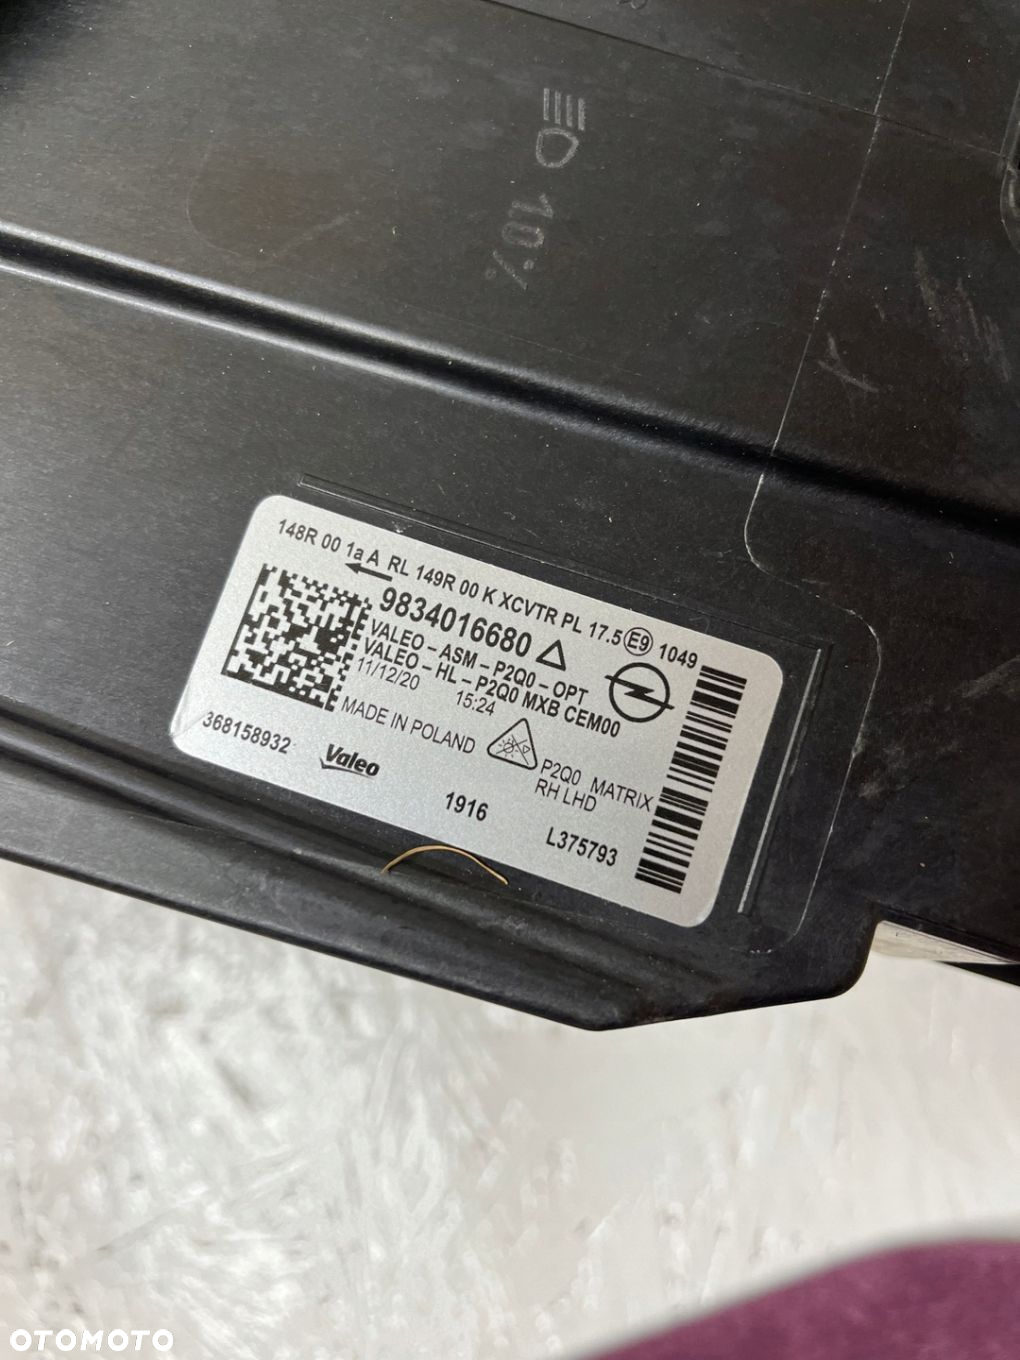 1.0%
148R 00 1a A RL 149R 00 K XCVTR PL 17.5 E9 1049
9834016680
VALEO-ASM-P2Q0-OPT
VALEO-HL-P2Q0 MXB CEM00
11/12/20 15:24
MADE IN POLAND
P2Q0 MATRIX
RH LHD
368158932
Valeo
1916
L375793
OTOMOTO